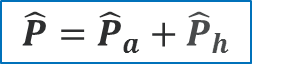 P̂ = P̂ₐ + P̂ₕ